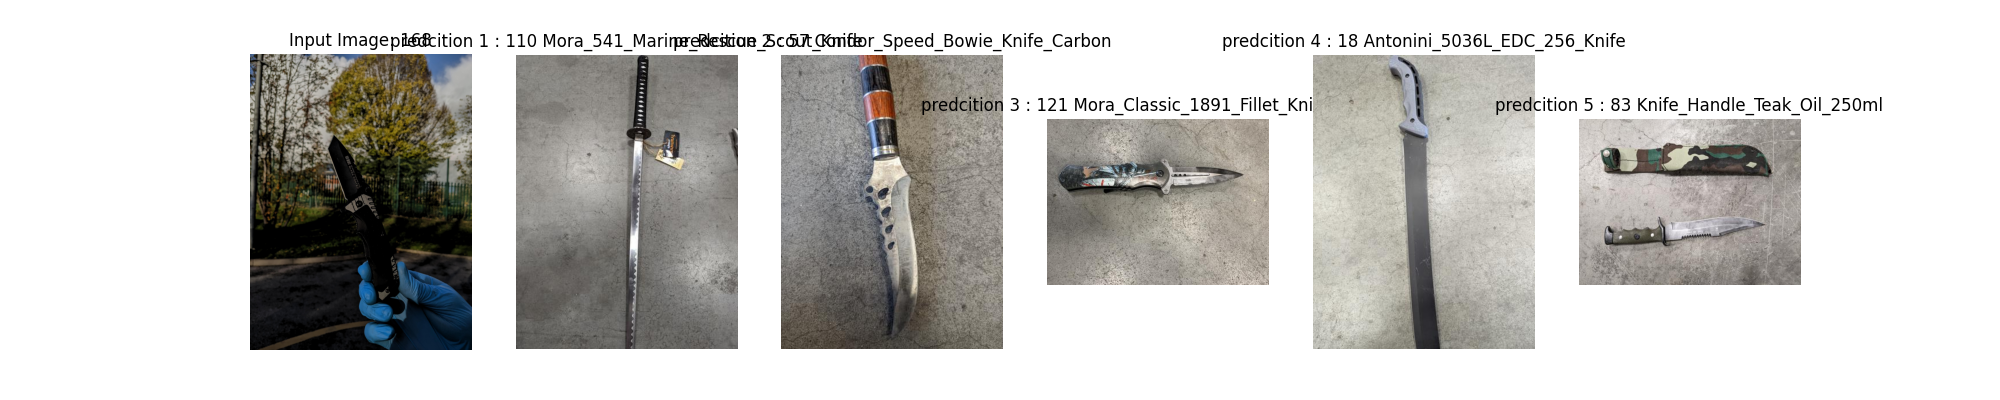 Input Image: 168
predcition 1 : 110 Mora_541_Marine_Rescue_Scout_Knife
predcition 2 : 57 Condor_Speed_Bowie_Knife_Carbon
predcition 3 : 121 Mora_Classic_1891_Fillet_Kni
predcition 4 : 18 Antonini_5036L_EDC_256_Knife
predcition 5 : 83 Knife_Handle_Teak_Oil_250ml